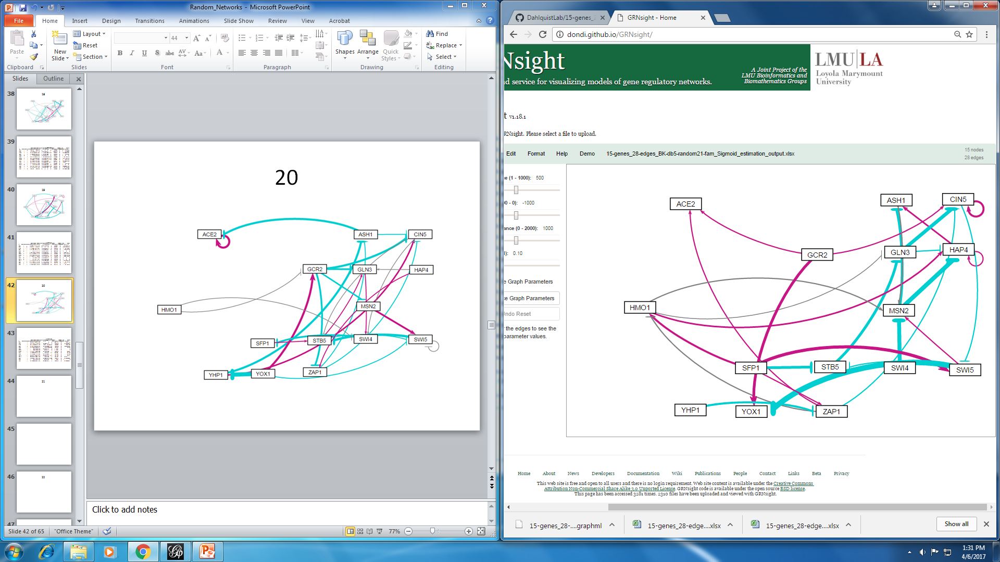 Random_Networks - Microsoft PowerPoint
File Home Insert Design Transitions Animations Slide Show Review View Acrobat
Paste
New Slide
Layout
Reset
Section
44
Shapes Arrange Quick Styles
Find
Replace
Select
Clipboard Slides Font Paragraph Drawing Editing
Slides Outline
38
18
39
40
19
41
42
20
43
44
21
45
46
22
47
20
ACE2
ASH1
CIN5
GCR2
GLN3
HAP4
HMO1
MSN2
SFP1
STB5
SWI4
SWI5
YHP1
YOX1
ZAP1
Click to add notes
Slide 42 of 65 "Office Theme" 77%
DahlquistLab/15-genes_
GRNsight - Home
dondi.github.io/GRNsight/
Nsight
d service for visualizing models of gene regulatory networks.
A Joint Project of the
LMU Bioinformatics and
Biomathematics Groups
LMU|LA
Loyola Marymount
University
t v1.18.1
RNsight. Please select a file to upload.
Edit Format Help Demo 15-genes_28-edges_BK-db5-random21-fam_Sigmoid_estimation_output.xlsx
15 nodes
28 edges
ce (1 - 1000): 500
00 - 0): -1000
ance (0 - 2000): 1000
l): 0.10
e Graph Parameters
ce Graph Parameters
Undo Reset
r the edges to see the
parameter values.
ACE2
ASH1
CIN5
GCR2
GLN3
HAP4
HMO1
MSN2
SFP1
STB5
SWI4
SWI5
YHP1
YOX1
ZAP1
Home About News Developers Documentation Wiki Publications People Contact Links Beta Privacy
This web site is free and open to all users and there is no login requirement. Web site content is available under the Creative Commons
Attribution Non-Commercial Share Alike 3.0 Unported License. GRNsight code is available under the open source BSD license.
This page has been accessed 3281 times. 2310 files have been uploaded and viewed with GRNsight.
15-genes_28-....graphml
15-genes_28-edge....xlsx
15-genes_28-edge....xlsx
Show all
1:31 PM
4/6/2017